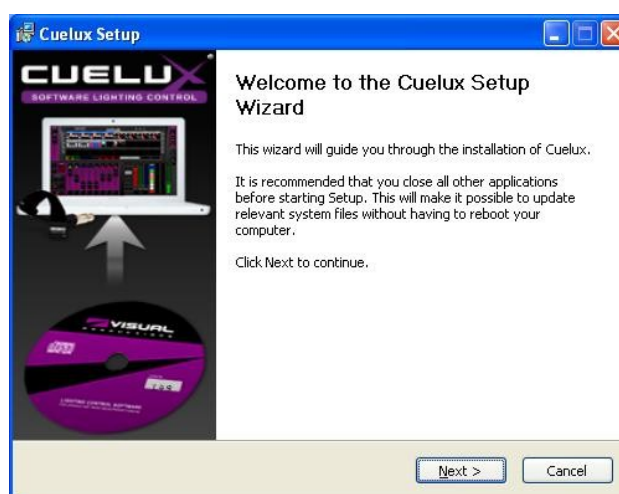 Cuelux Setup
CUELUX
SOFTWARE LIGHTING CONTROL
Welcome to the Cuelux Setup
Wizard
This wizard will guide you through the installation of Cuelux.
It is recommended that you close all other applications
before starting Setup. This will make it possible to update
relevant system files without having to reboot your
computer.
Click Next to continue.
VISUAL
LIGHTING CONTROL SOFTWARE
Next >
Cancel